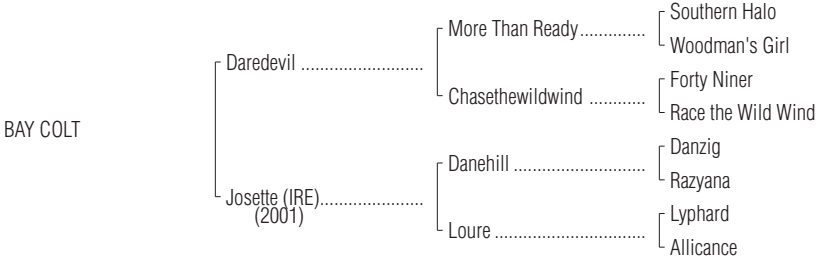 Southern Halo
More Than Ready..............
Woodman's Girl
Daredevil ..........................
Forty Niner
Chasethewildwind ............
Race the Wild Wind
BAY COLT
Danzig
Danehill ............................
Razyana
Josette (IRE)......................
(2001)
Lyphard
Loure ................................
Allicance